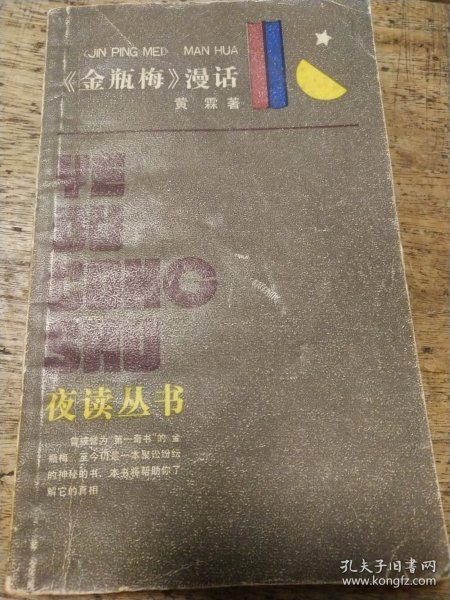 《JIN PING MEI》 MAN HUA
《金瓶梅》漫话
黄霖著
YE
DU
CONG
SHU
夜读丛书
曾被誉为“第一奇书”的《金
瓶梅》，至今仍是一本聚讼纷纭
的神秘的书，本书将帮助你了
解它的真相
孔夫子旧书网
www.kongfz.com